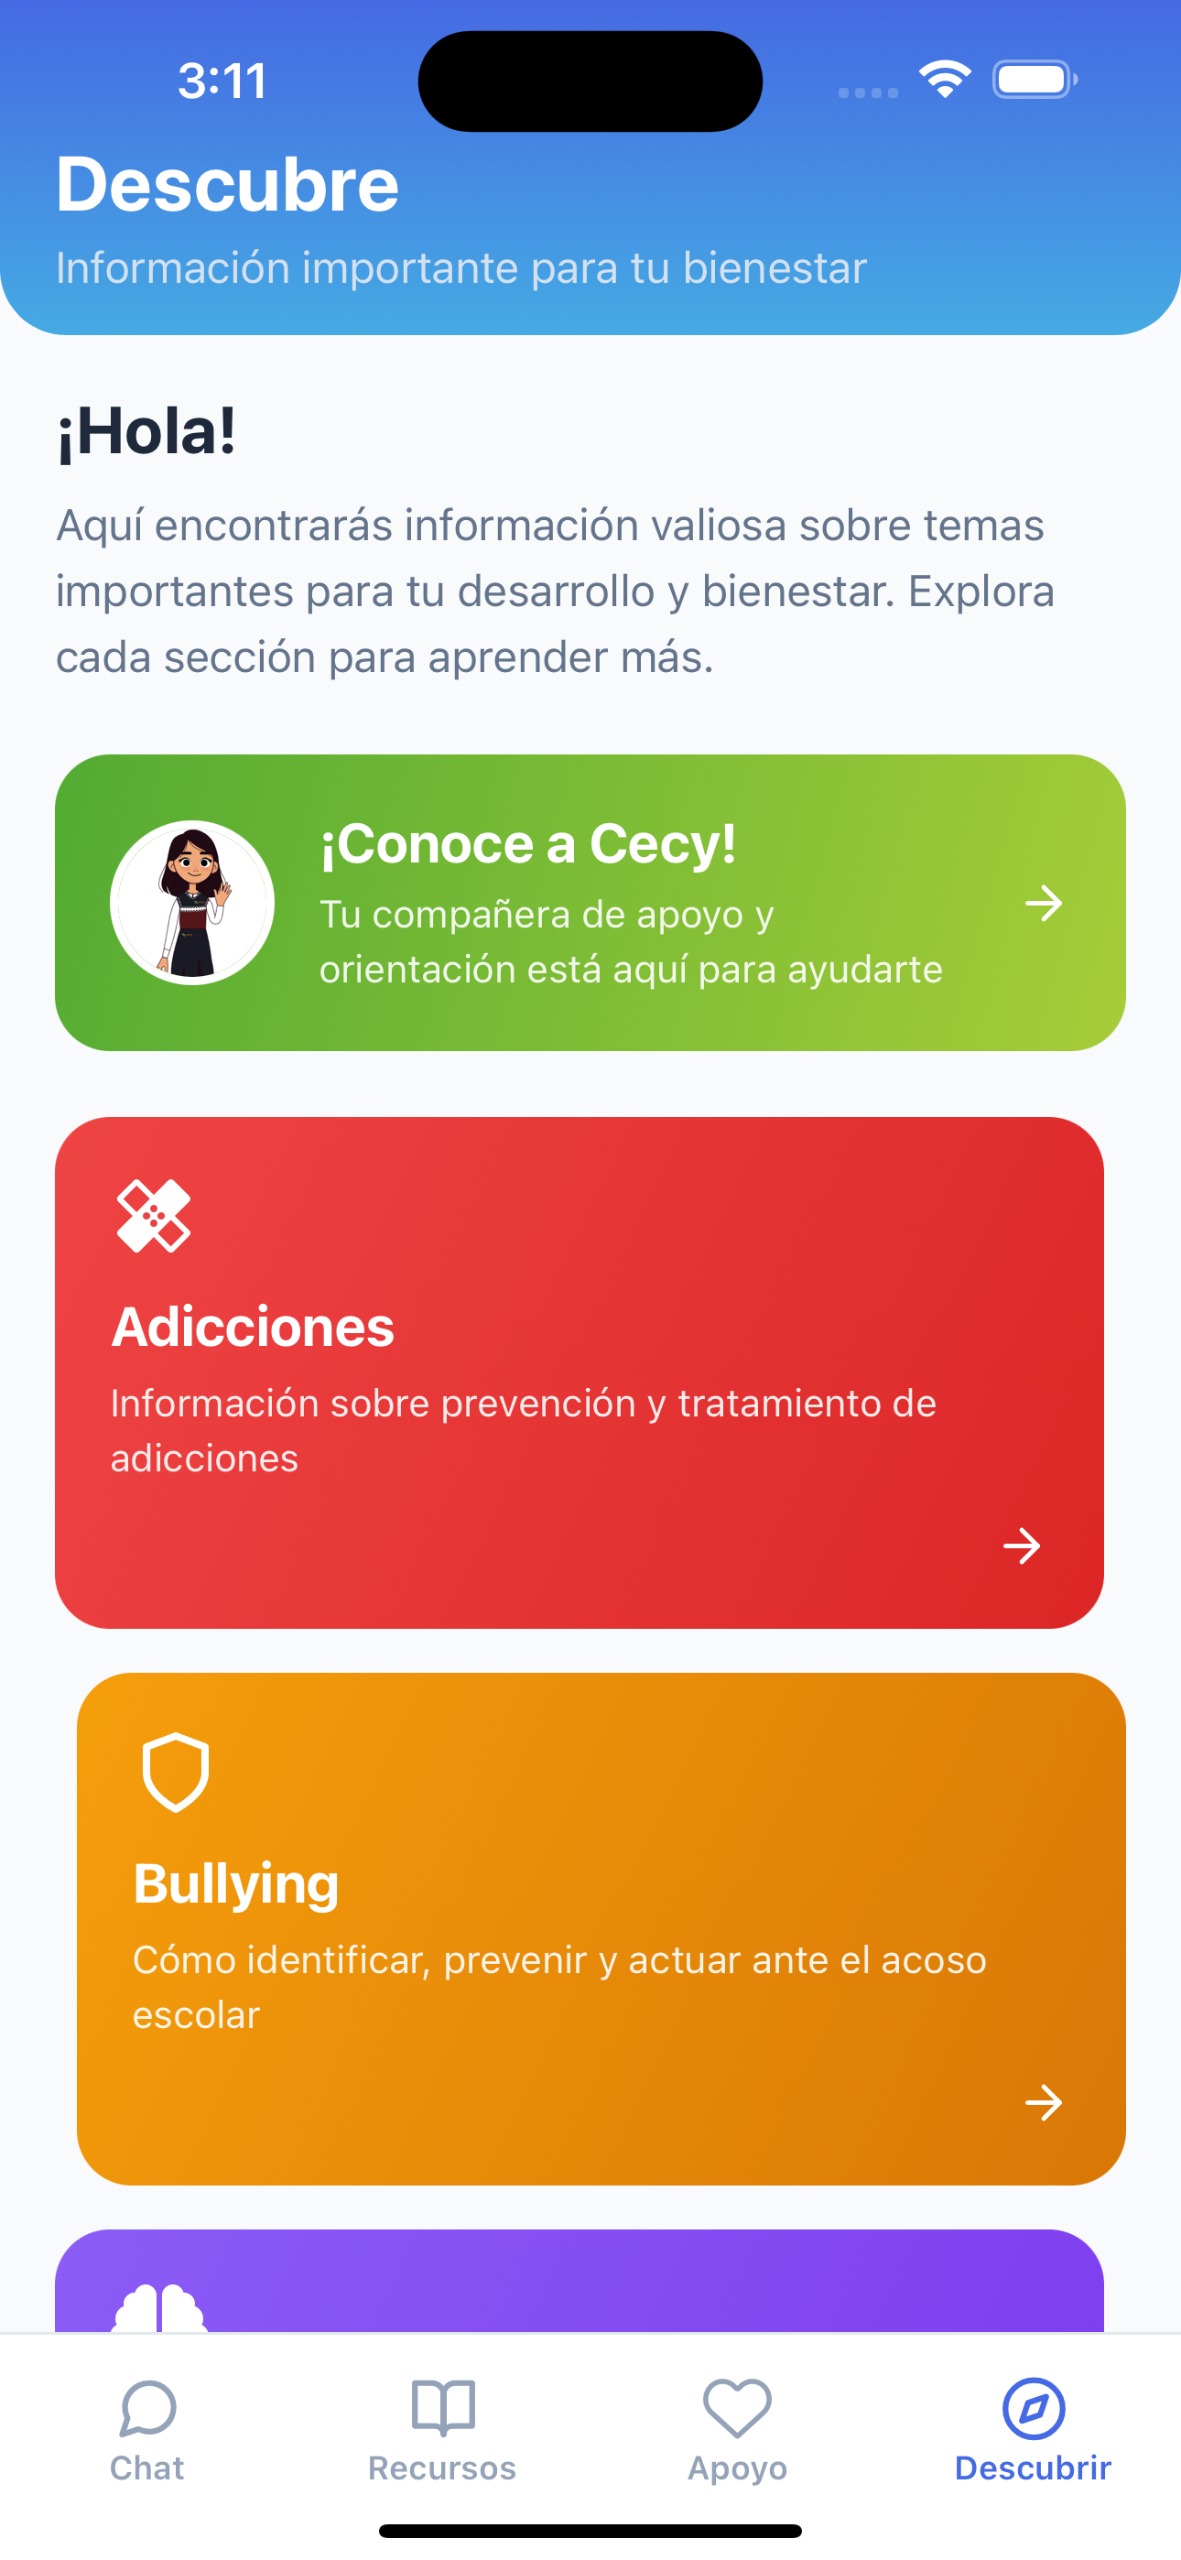 3:11
Descubre
Información importante para tu bienestar
¡Hola!
Aquí encontrarás información valiosa sobre temas
importantes para tu desarrollo y bienestar. Explora
cada sección para aprender más.
¡Conoce a Cecy!
Tu compañera de apoyo y
orientación está aquí para ayudarte
Adicciones
Información sobre prevención y tratamiento de
adicciones
Bullying
Cómo identificar, prevenir y actuar ante el acoso
escolar
Chat
Recursos
Apoyo
Descubrir